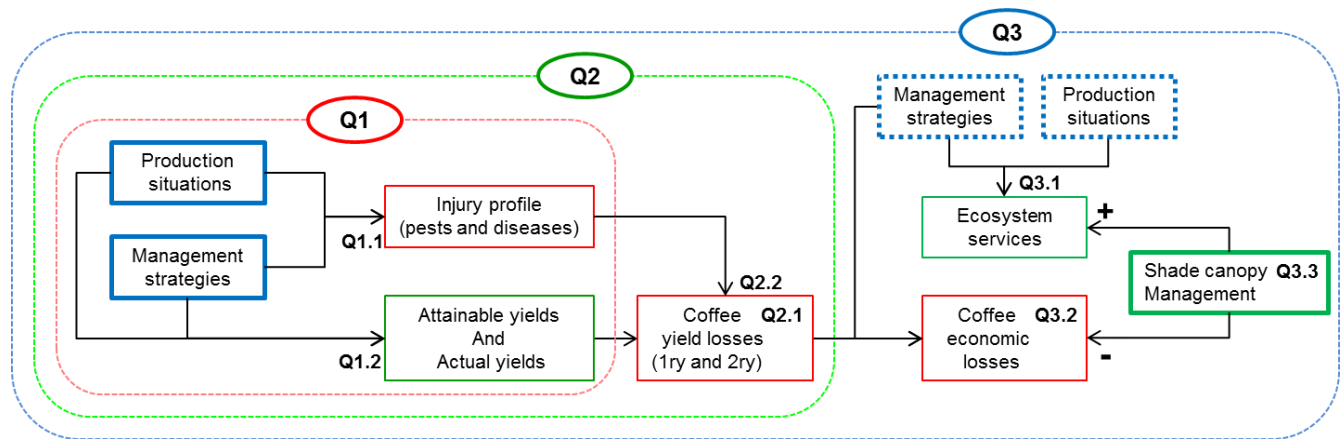 Q3
Q2
Q1
Production
situations
Management
strategies
Q1.1
Injury profile
(pests and diseases)
Q1.2
Attainable yields
And
Actual yields
Q2.2
Coffee Q2.1
yield losses
(1ry and 2ry)
Management
strategies
Production
situations
Q3.1
Ecosystem
services
+
Shade canopy Q3.3
Management
Coffee Q3.2
economic
losses
-